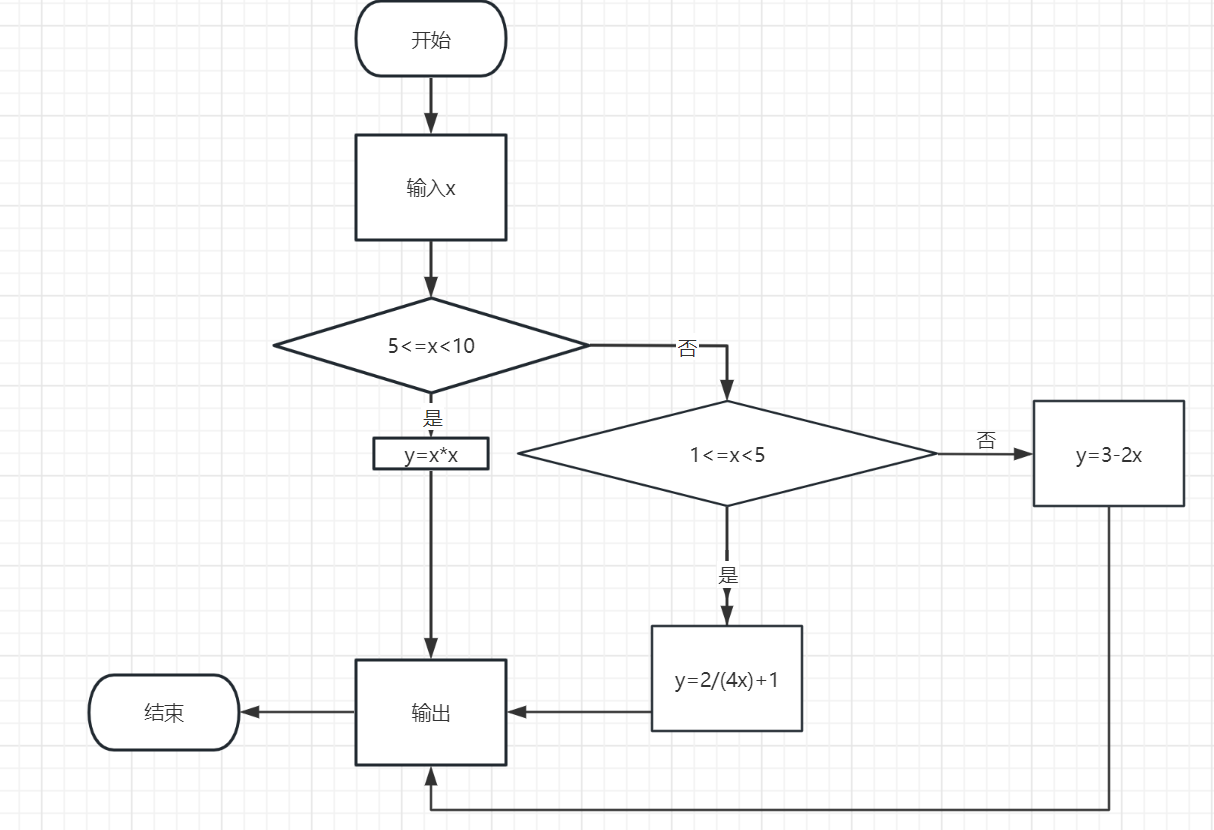 开始
输入x
5<=x<10
否
是
y=x*x
1<=x<5
否
y=3-2x
是
y=2/(4x)+1
输出
结束